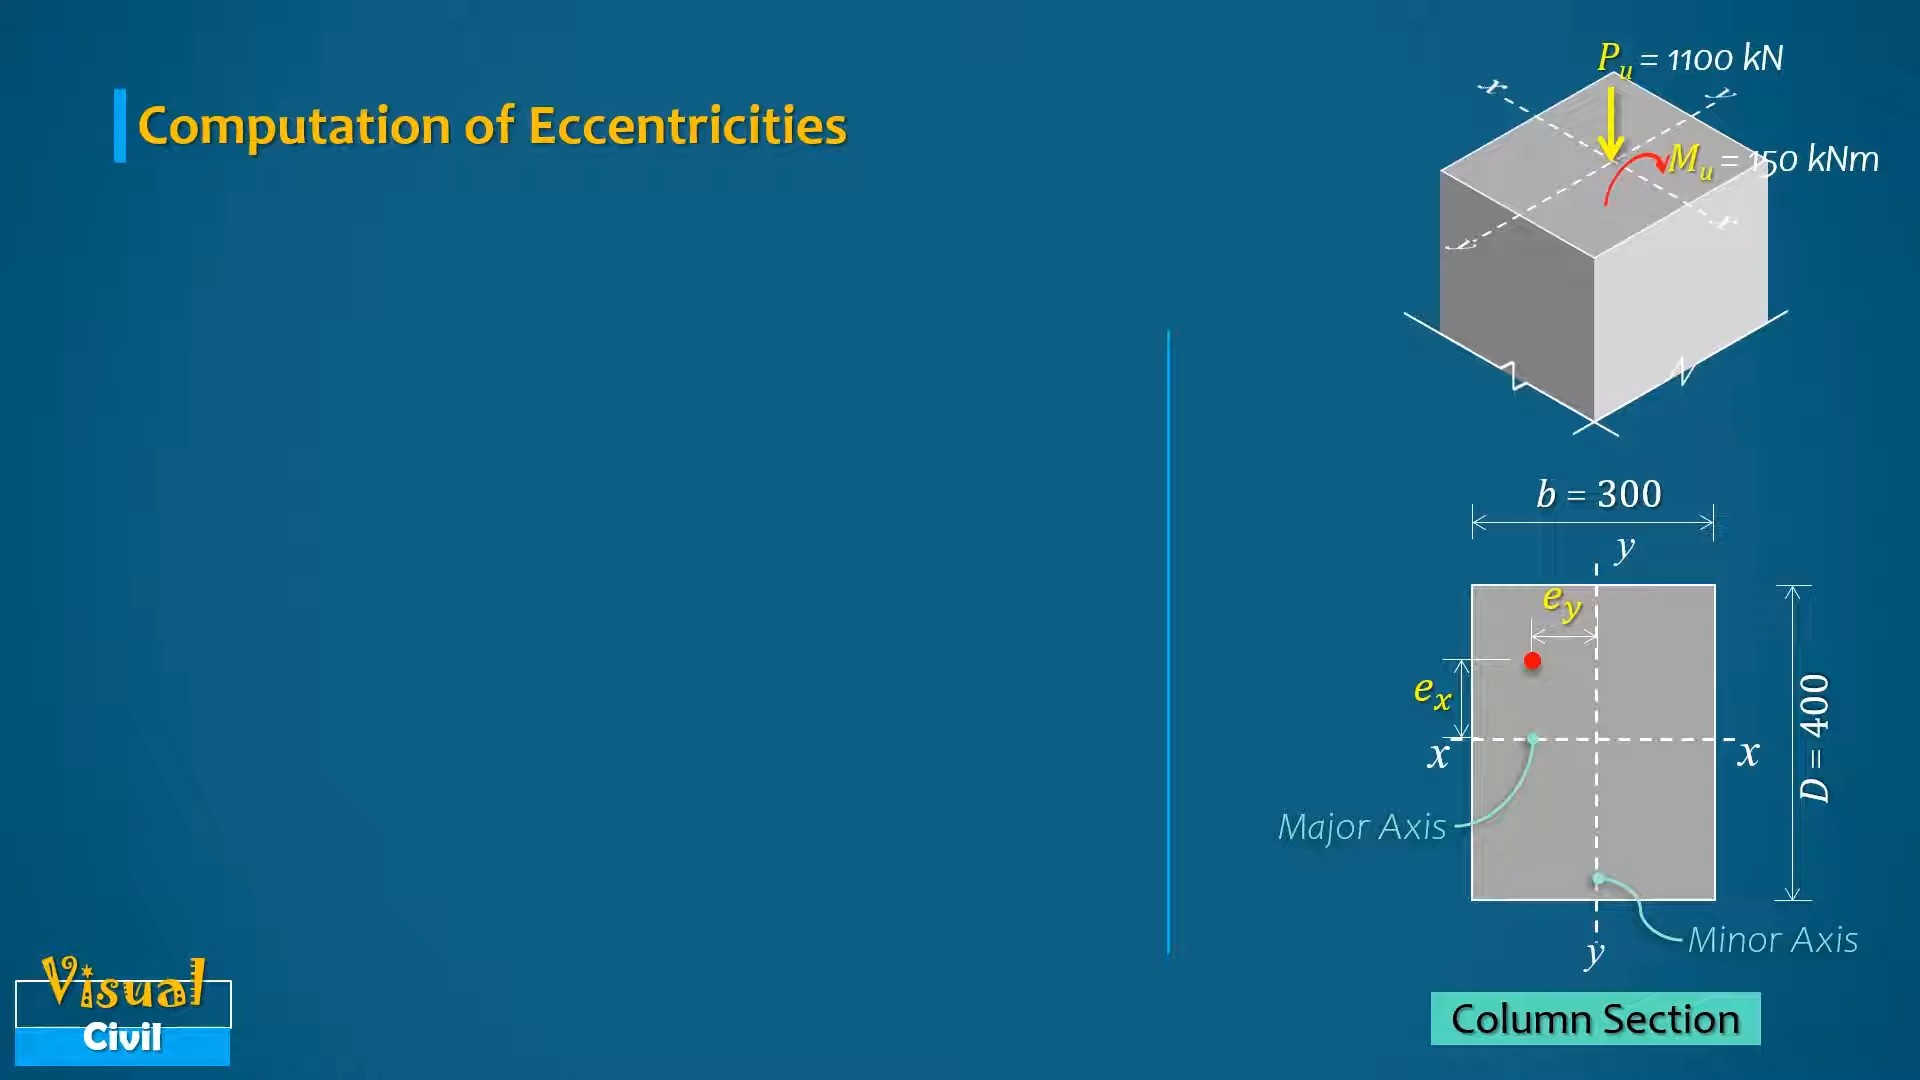 Computation of Eccentricities
Pu = 1100 kN
x
y
Mu = 150 kNm
y
x
b = 300
y
ey
ex
x
x
D = 400
Major Axis
Minor Axis
y
Column Section
Visual
Civil